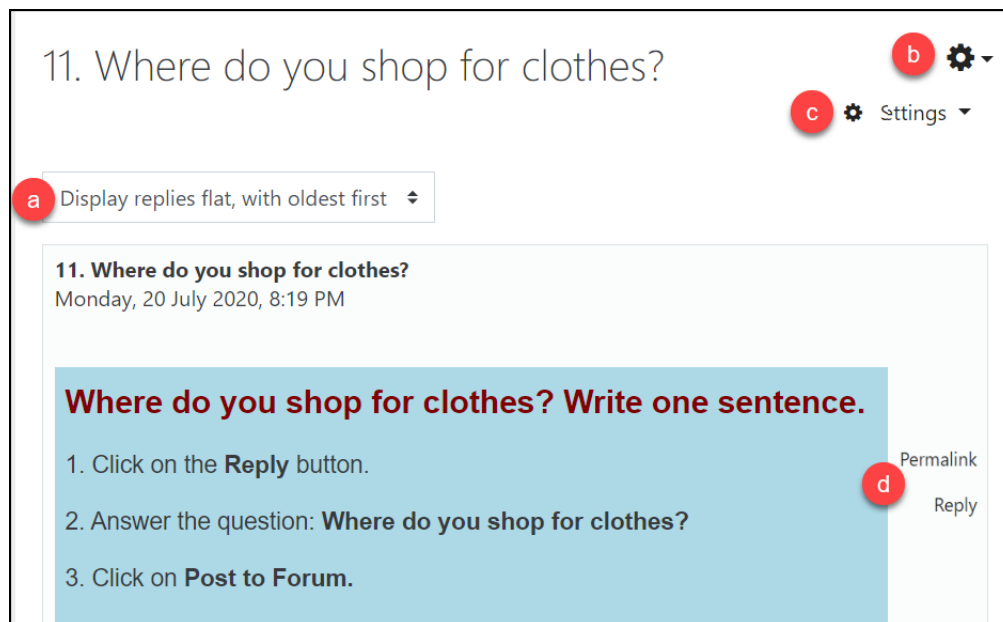 11. Where do you shop for clothes?
b
c
Settings
a
Display replies flat, with oldest first
11. Where do you shop for clothes?
Monday, 20 July 2020, 8:19 PM
Where do you shop for clothes? Write one sentence.
1. Click on the Reply button.
Permalink
d
Reply
2. Answer the question: Where do you shop for clothes?
3. Click on Post to Forum.